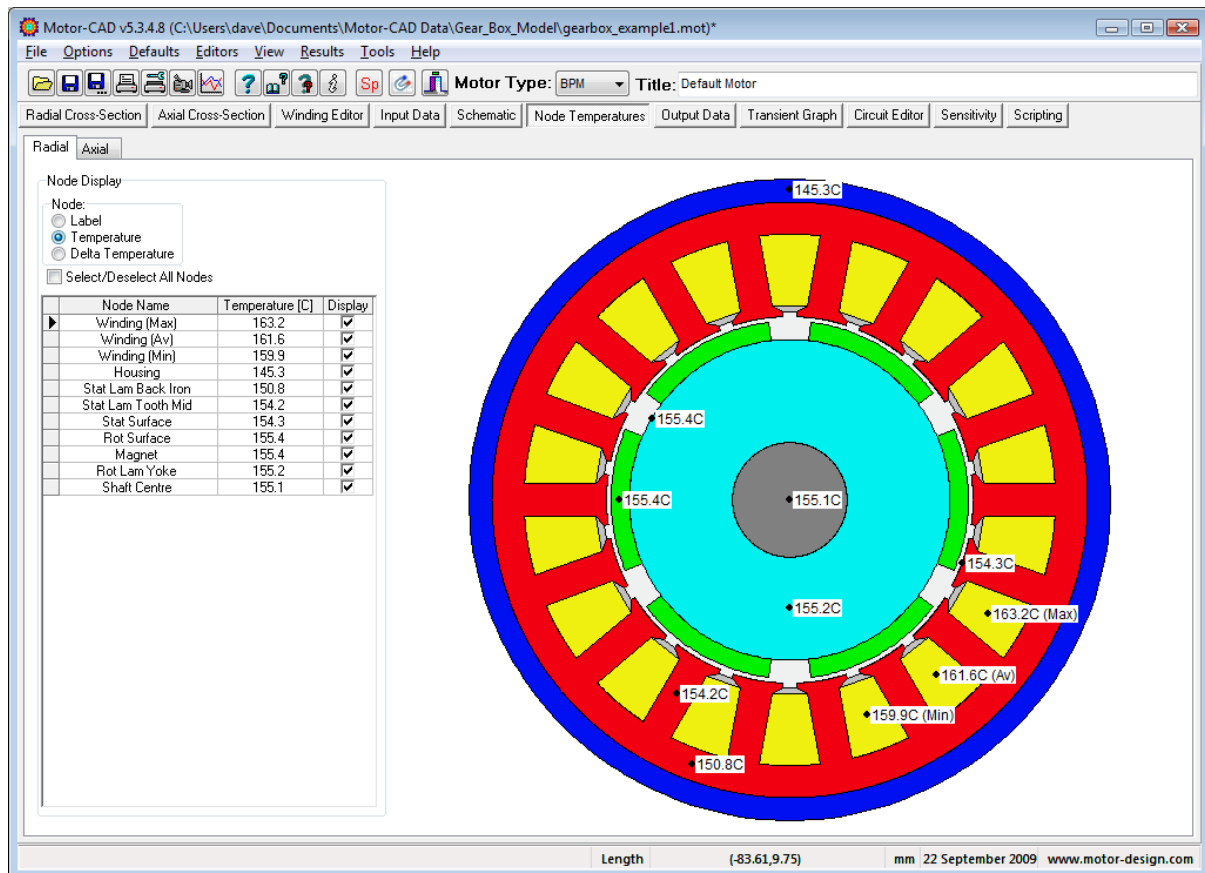 Motor-CAD v5.3.4.8 (C:\Users\dave\Documents\Motor-CAD Data\Gear_Box_Model\gearbox_example1.mot)*
File Options Defaults Editors View Results Tools Help
Sp Motor Type: BPM Title: Default Motor
Radial Cross-Section Axial Cross-Section Winding Editor Input Data Schematic Node Temperatures Output Data Transient Graph Circuit Editor Sensitivity Scripting
Radial Axial
Node Display
Node:
Label
Temperature
Delta Temperature
Select/Deselect All Nodes
Node Name Temperature [C] Display
Winding (Max) 163.2
Winding (Av) 161.6
Winding (Min) 159.9
Housing 145.3
Stat Lam Back Iron 150.8
Stat Lam Tooth Mid 154.2
Stat Surface 154.3
Rot Surface 155.4
Magnet 155.4
Rot Lam Yoke 155.2
Shaft Centre 155.1
145.3C
155.4C
155.4C
155.1C
154.3C
155.2C
163.2C (Max)
161.6C (Av)
154.2C
159.9C (Min)
150.8C
Length (-83.61,9.75) mm 22 September 2009 www.motor-design.com